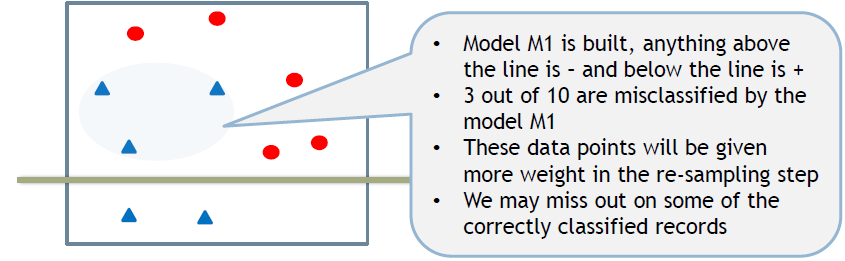 • Model M1 is built, anything above
the line is – and below the line is +
• 3 out of 10 are misclassified by the
model M1
• These data points will be given
more weight in the re-sampling step
• We may miss out on some of the
correctly classified records